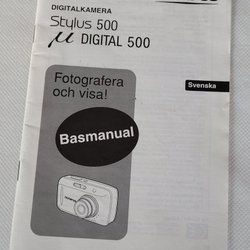 DIGITALKAMERA
Stylus 500
µ DIGITAL 500
Svenska
Fotografera
och visa!
Basmanual